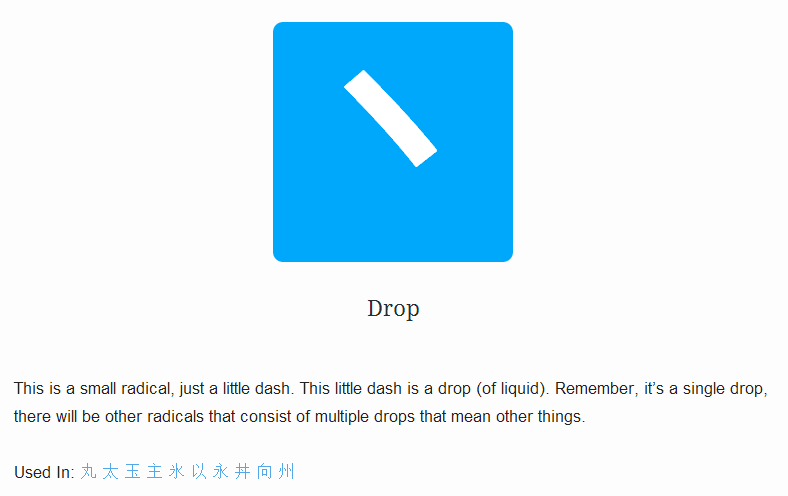 Drop
This is a small radical, just a little dash. This little dash is a drop (of liquid). Remember, it's a single drop,
there will be other radicals that consist of multiple drops that mean other things.
Used In: 丸 太 玉 主 氷 以 永 丼 向 州